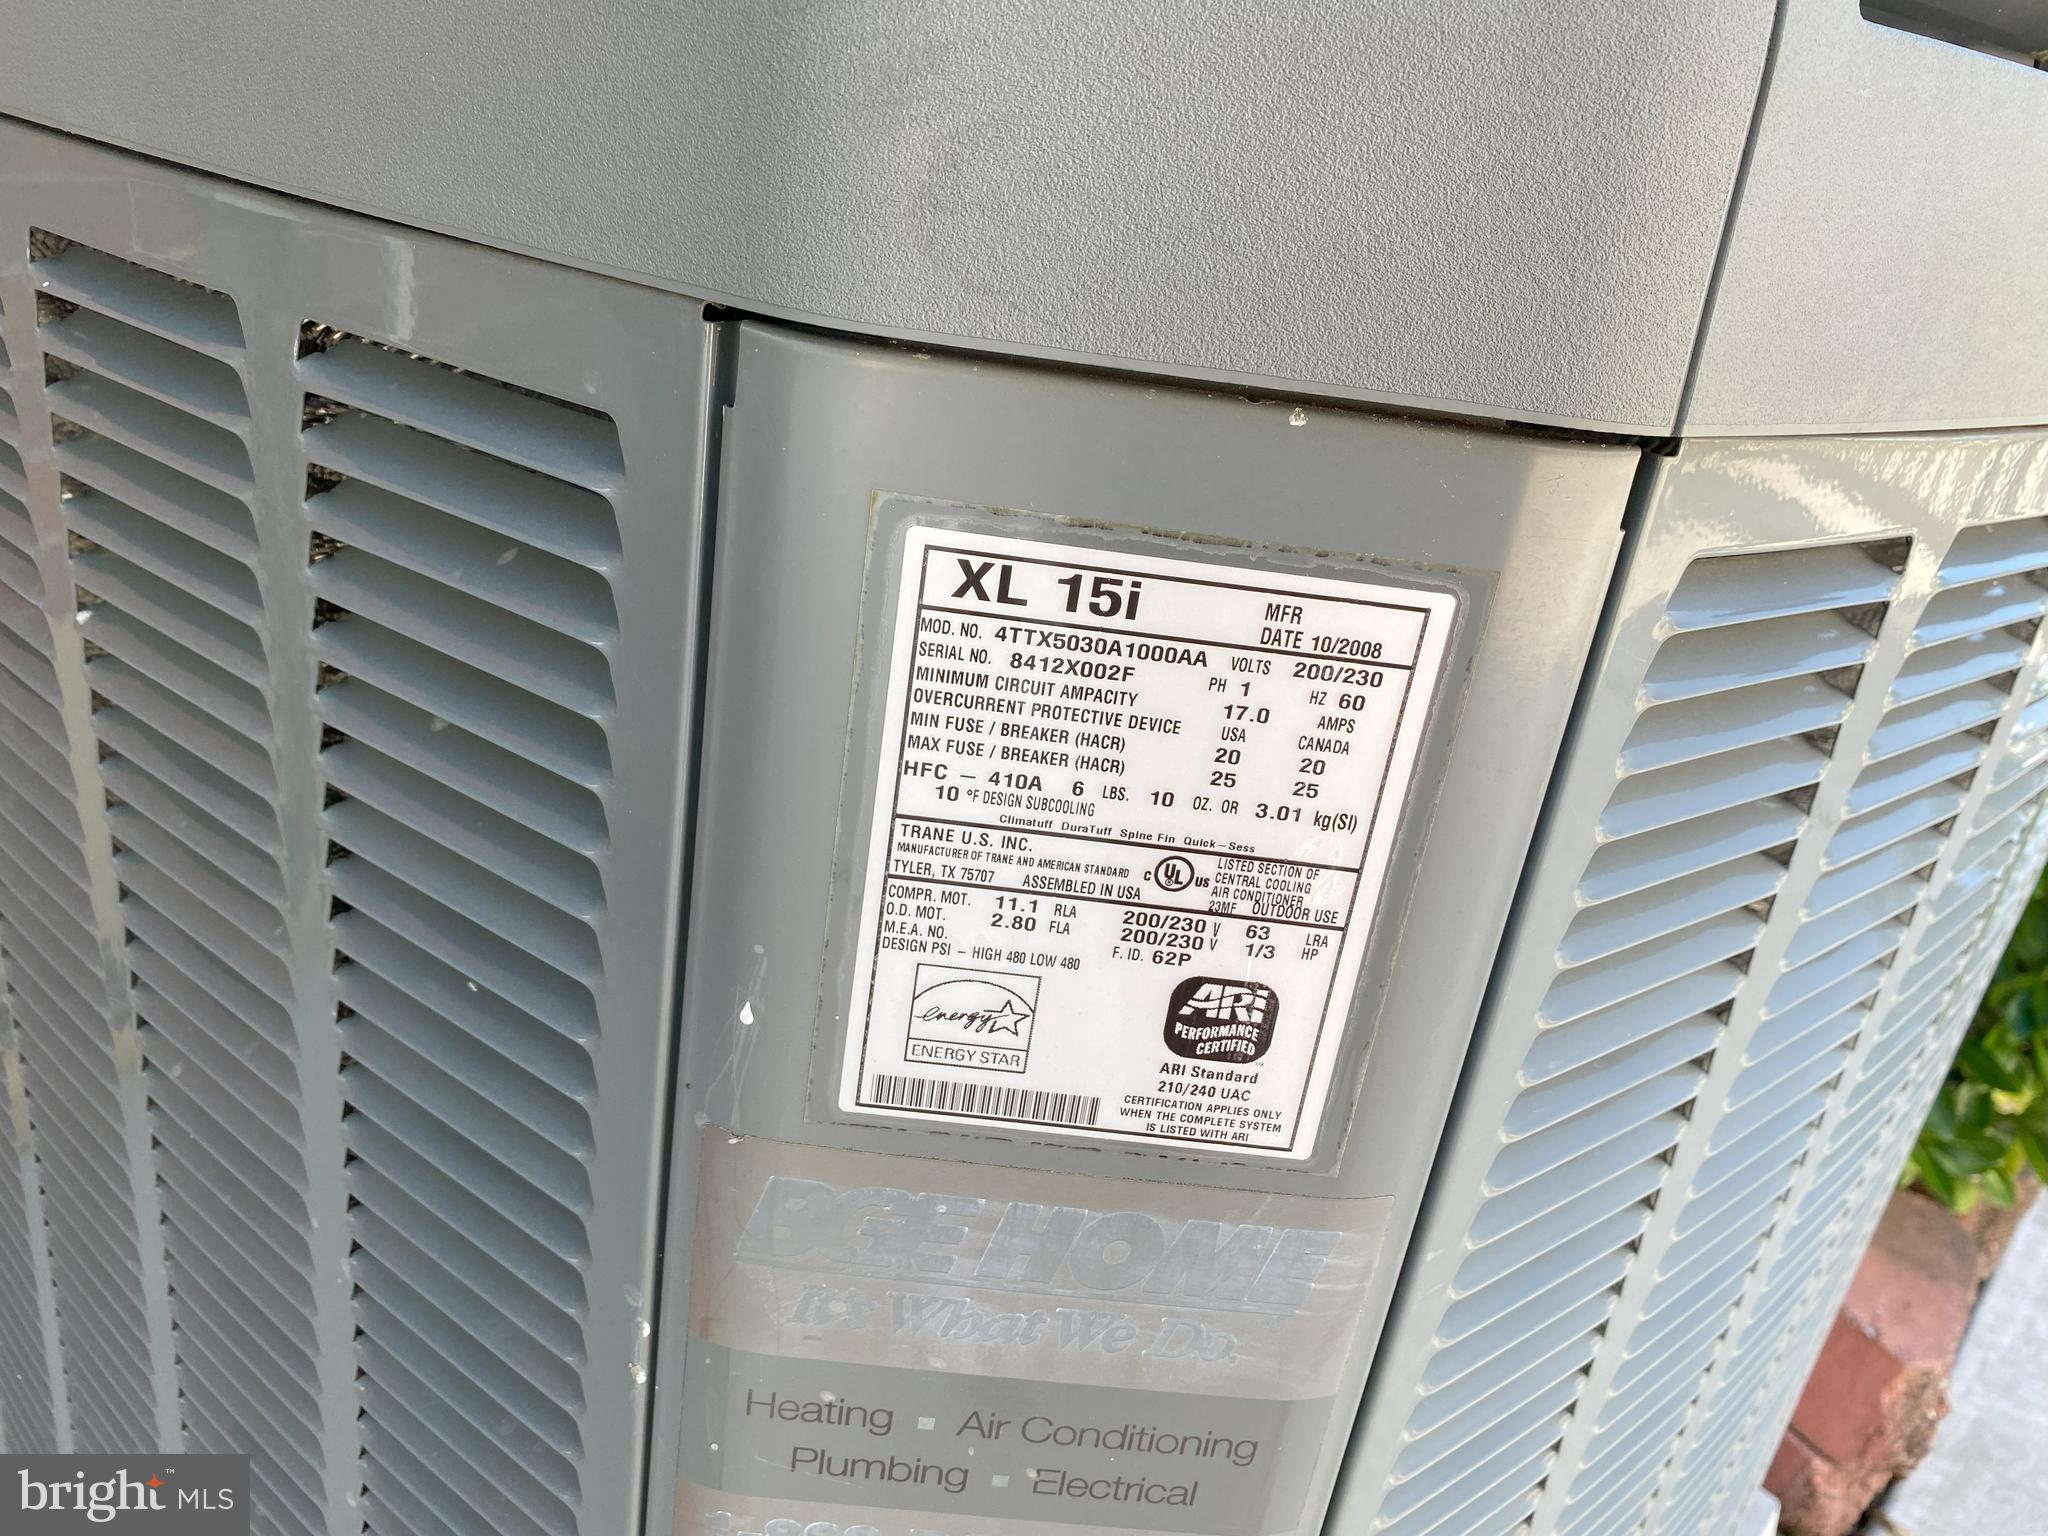 XL 15i
MFR
DATE 10/2008
MOD. NO. 4TTX5030A1000AA VOLTS 200/230
SERIAL NO. 8412X002F PH 1 HZ 60
MINIMUM CIRCUIT AMPACITY 17.0 AMPS
OVERCURRENT PROTECTIVE DEVICE USA CANADA
MIN FUSE / BREAKER (HACR) 20 20
MAX FUSE / BREAKER (HACR) 25 25
HFC - 410A 6 LBS. 10 OZ. OR 3.01 kg(SI)
10 °F DESIGN SUBCOOLING
Climatuff DuraTuff Spine Fin Quick-Sess
TRANE U.S. INC.
MANUFACTURER OF TRANE AND AMERICAN STANDARD
TYLER, TX 75707 ASSEMBLED IN USA
C UL US
LISTED SECTION OF
CENTRAL COOLING
AIR CONDITIONER
23MF OUTDOOR USE
COMPR. MOT. 11.1 RLA 200/230 V 63 LRA
O.D. MOT. 2.80 FLA 200/230 V 1/3 HP
M.E.A. NO. F. ID. 62P
DESIGN PSI - HIGH 480 LOW 480
energy
ENERGY STAR
ARI
PERFORMANCE
CERTIFIED
ARI Standard
210/240 UAC
CERTIFICATION APPLIES ONLY
WHEN THE COMPLETE SYSTEM
IS LISTED WITH ARI
BGE HOME
It's What We Do.
Heating ▪ Air Conditioning
Plumbing ▪ Electrical
bright™ MLS